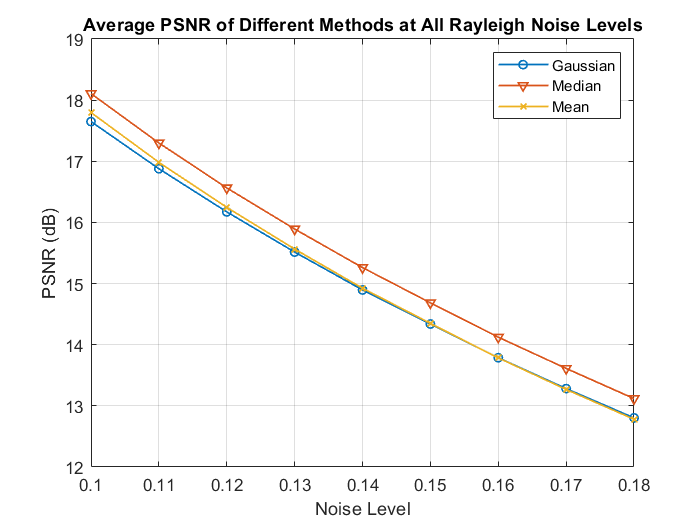 Average PSNR of Different Methods at All Rayleigh Noise Levels
19
18
17
16
15
14
13
12
PSNR (dB)
Gaussian
Median
Mean
0.1 0.11 0.12 0.13 0.14 0.15 0.16 0.17 0.18
Noise Level